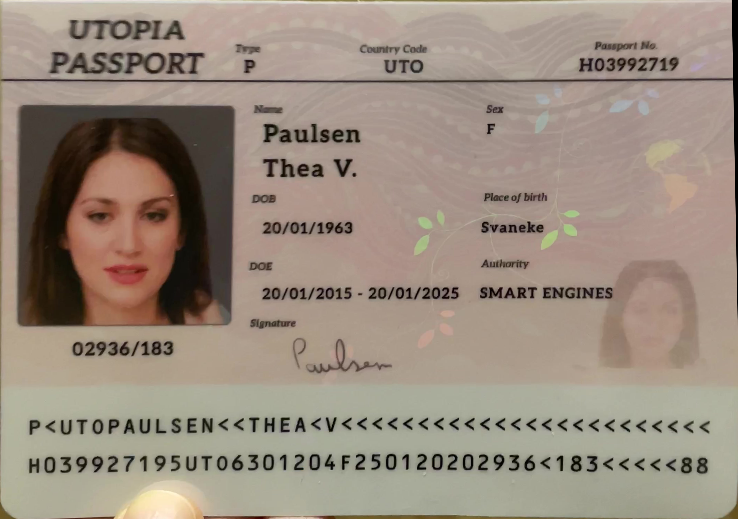 UTOPIA
PASSPORT
Type
P
Country Code
UTO
Passport No.
H03992719
Name
Paulsen
Thea V.
Sex
F
DOB
20/01/1963
Place of birth
Svaneke
DOE
20/01/2015 - 20/01/2025
Authority
SMART ENGINES
Signature
Paulsen
02936/183
P<UTOPAULSEN<<THEA<V<<<<<<<<<<<<<<<<<<<<<<<<
H039927195UTO6301204F250120202936<183<<<<<88